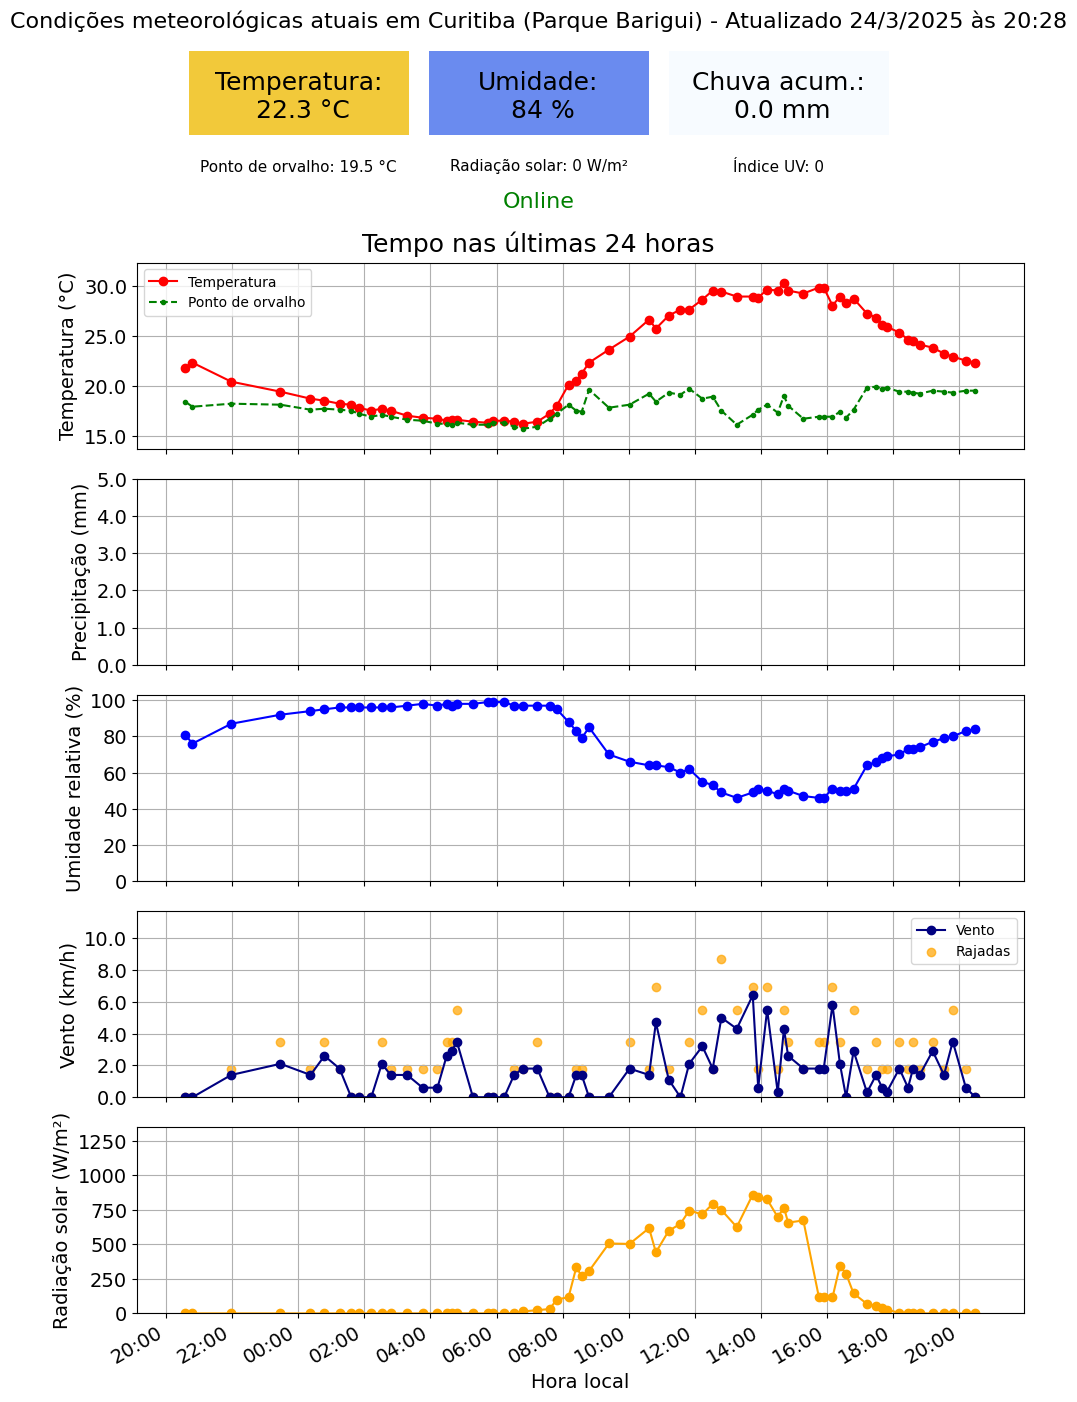 Condições meteorológicas atuais em Curitiba (Parque Barigui) - Atualizado 24/3/2025 às 20:28
Temperatura:
22.3 °C
Umidade:
84 %
Chuva acum.:
0.0 mm
Ponto de orvalho: 19.5 °C
Radiação solar: 0 W/m²
Índice UV: 0
Online
Tempo nas últimas 24 horas
Temperatura (°C)
30.0
25.0
20.0
15.0
Temperatura
Ponto de orvalho
Precipitação (mm)
5.0
4.0
3.0
2.0
1.0
0.0
Umidade relativa (%)
100
80
60
40
20
0
Vento (km/h)
10.0
8.0
6.0
4.0
2.0
0.0
Vento
Rajadas
Radiação solar (W/m²)
1250
1000
750
500
250
0
20:00
22:00
00:00
02:00
04:00
06:00
08:00
10:00
12:00
14:00
16:00
18:00
20:00
Hora local